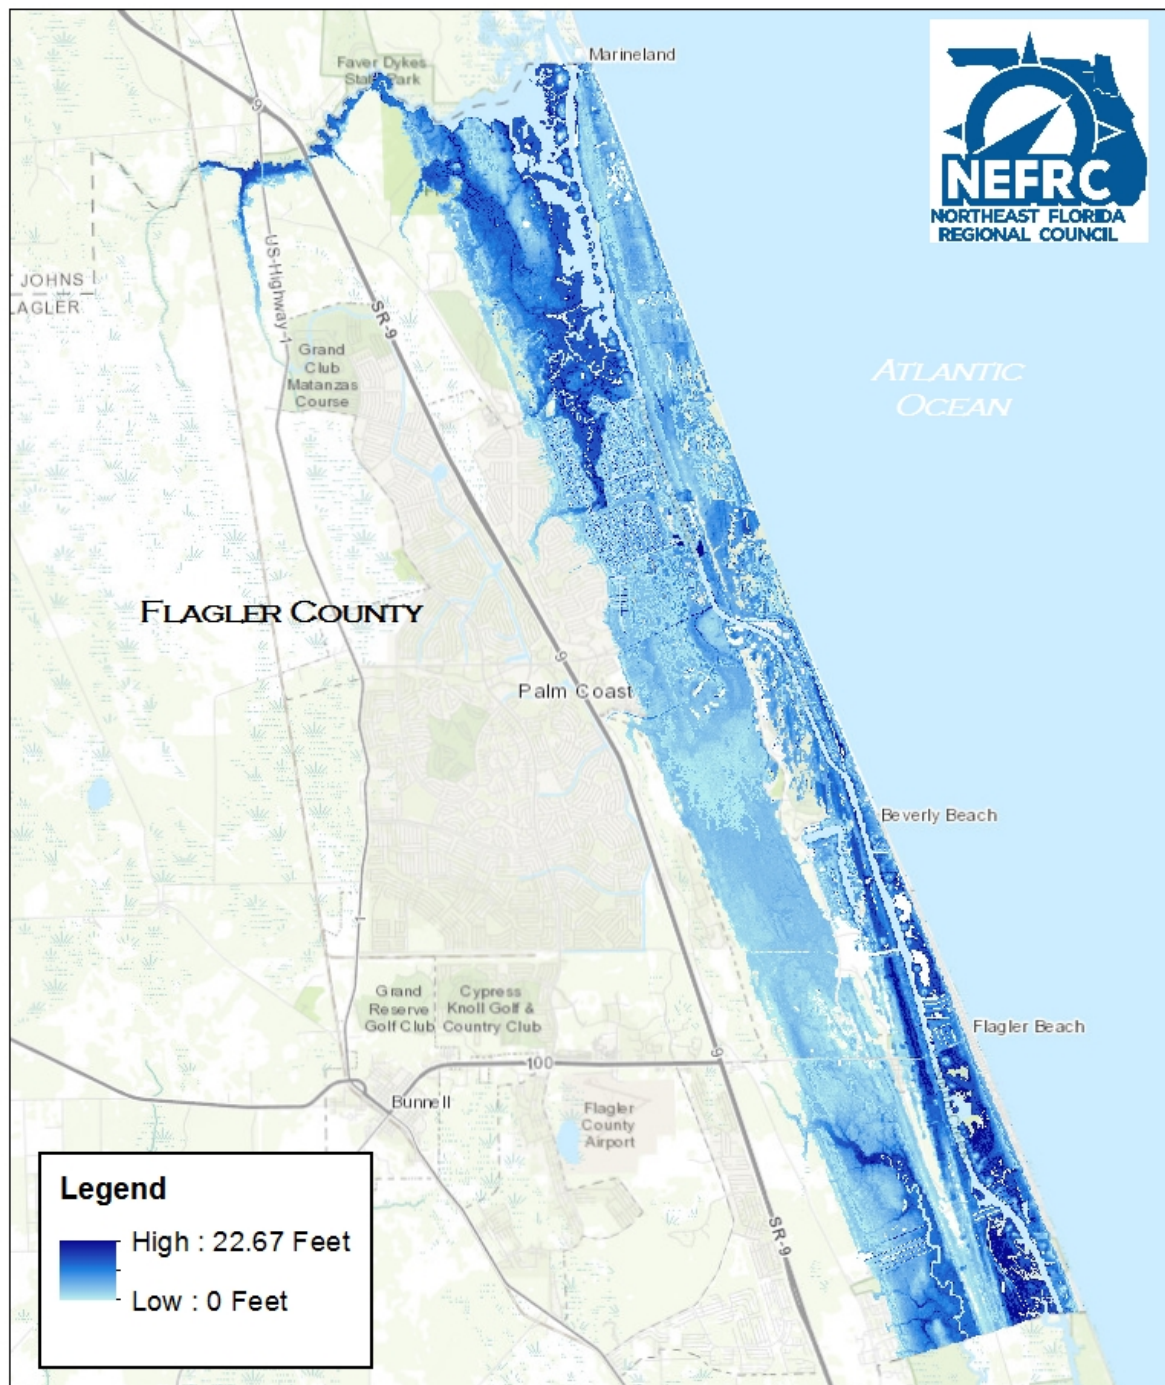 Marineland
Faver Dykes
State Park
NEFRC
NORTHEAST FLORIDA
REGIONAL COUNCIL
9
US-Highway-1
JOHNS
LAGLER
SR-9
Grand
Club
Matanzas
Course
ATLANTIC
OCEAN
FLAGLER COUNTY
9
Palm Coast
Beverly Beach
1
Grand
Reserve
Golf Club
Cypress
Knoll Golf &
Country Club
Flagler Beach
100
9
Bunnell
Flagler
County
Airport
SR-9
Legend
High : 22.67 Feet
Low : 0 Feet